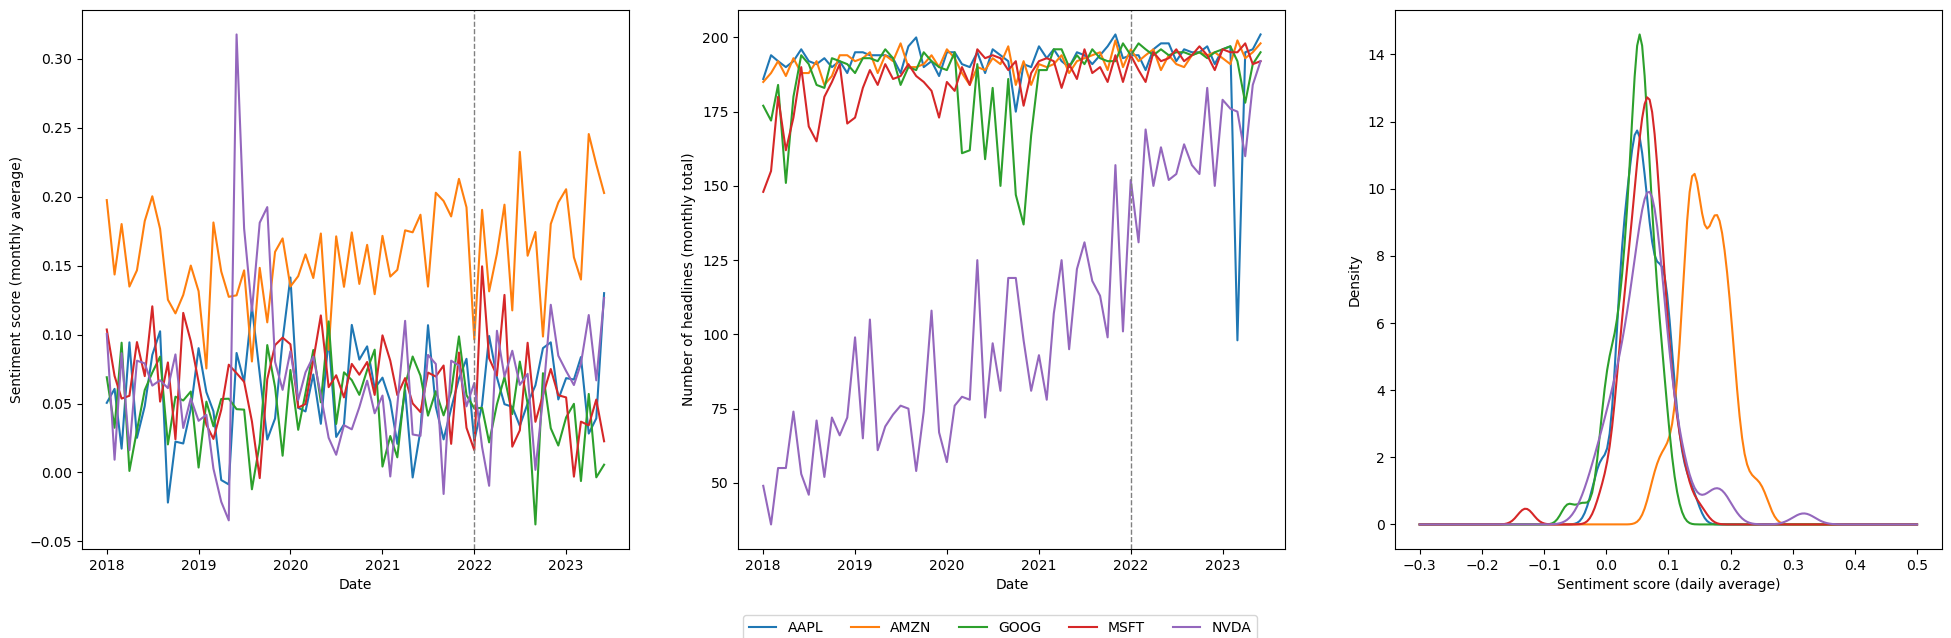 Sentiment score (monthly average)
0.30
0.25
0.20
0.15
0.10
0.05
0.00
−0.05
2018 2019 2020 2021 2022 2023
Date
Number of headlines (monthly total)
200
175
150
125
100
75
50
2018 2019 2020 2021 2022 2023
Date
Density
14
12
10
8
6
4
2
0
−0.3 −0.2 −0.1 0.0 0.1 0.2 0.3 0.4 0.5
Sentiment score (daily average)
AAPL AMZN GOOG MSFT NVDA